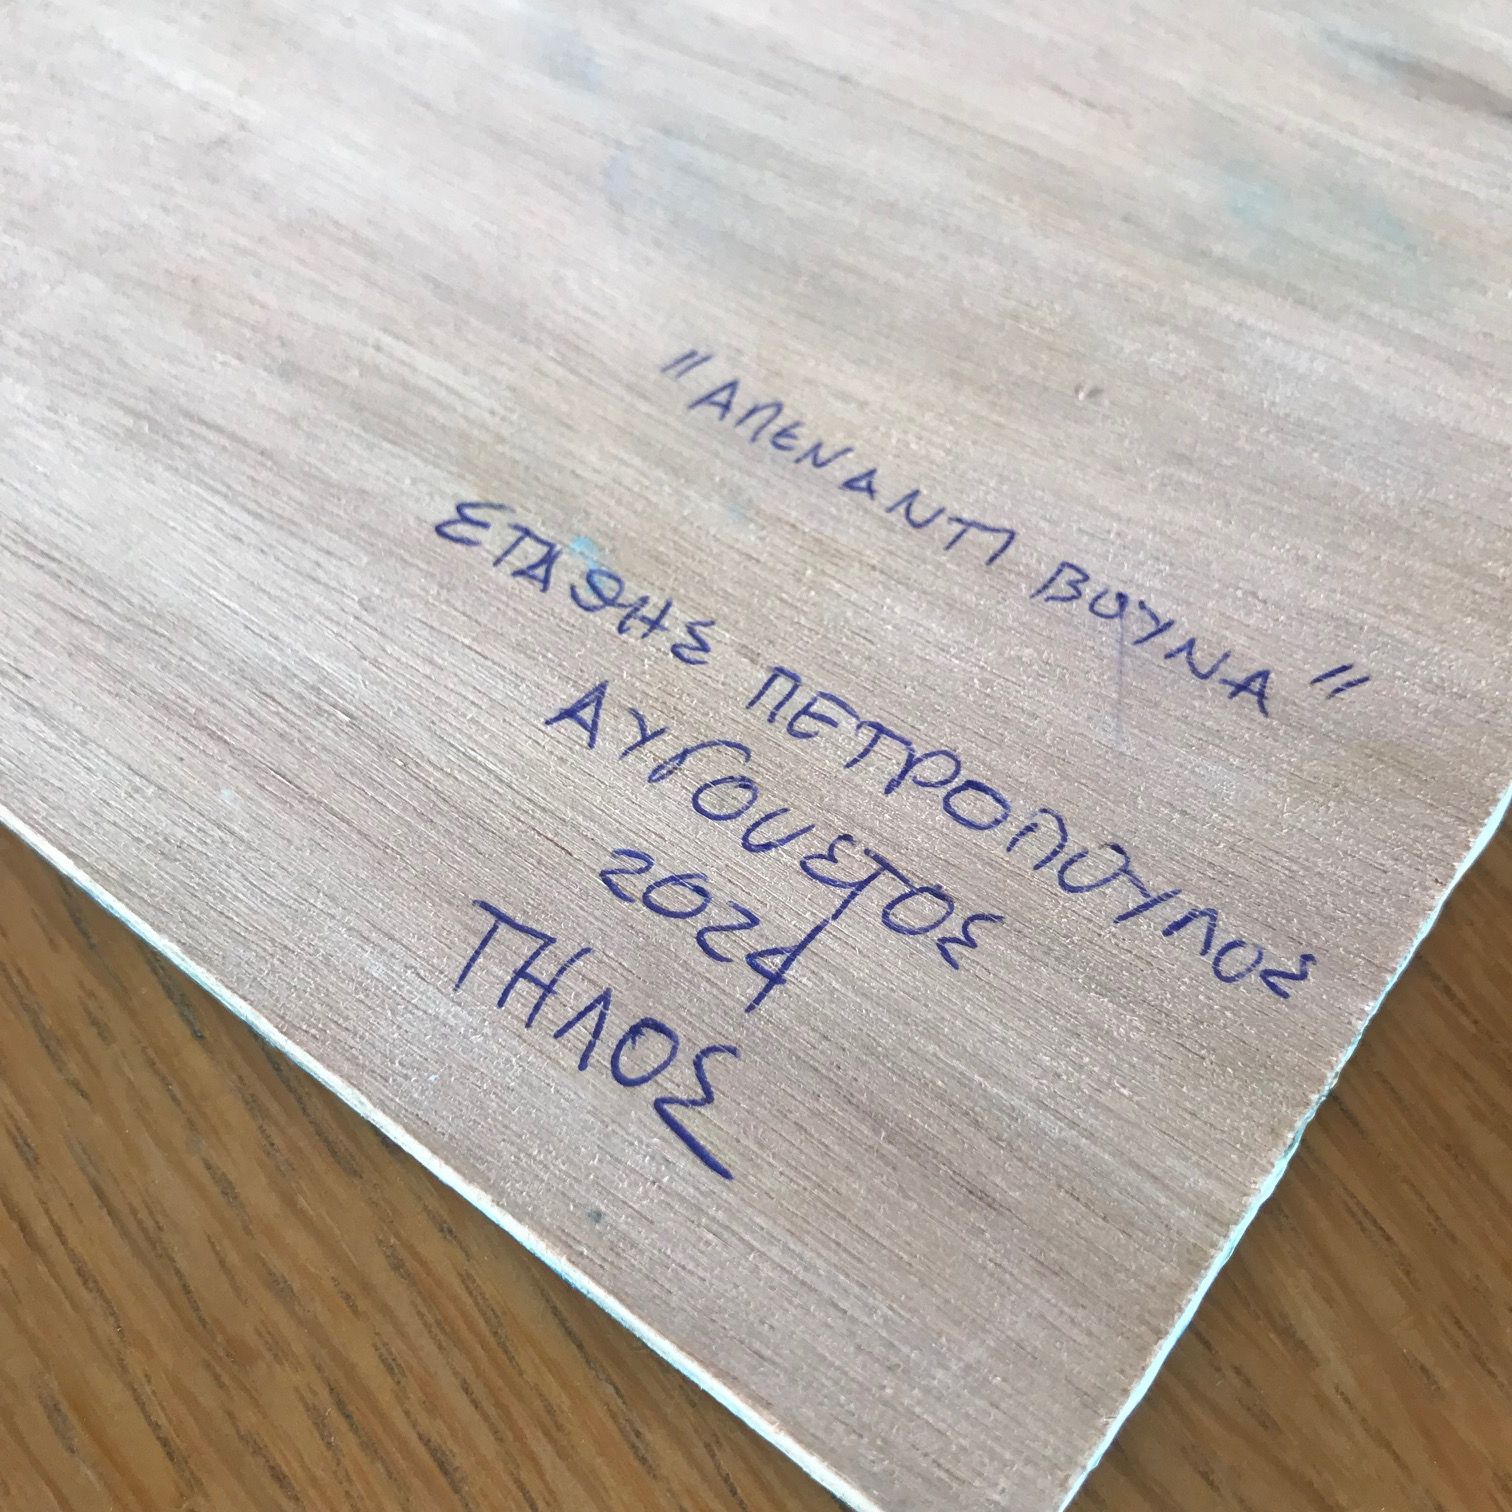 "ΑΠΕΝΑΝΤΙ ΒΟΥΝΑ"
ΣΤΑΘΗΣ ΠΕΤΡΟΠΟΥΛΟΣ
ΑΥΓΟΥΣΤΟΣ
2024
ΤΗΛΟΣ